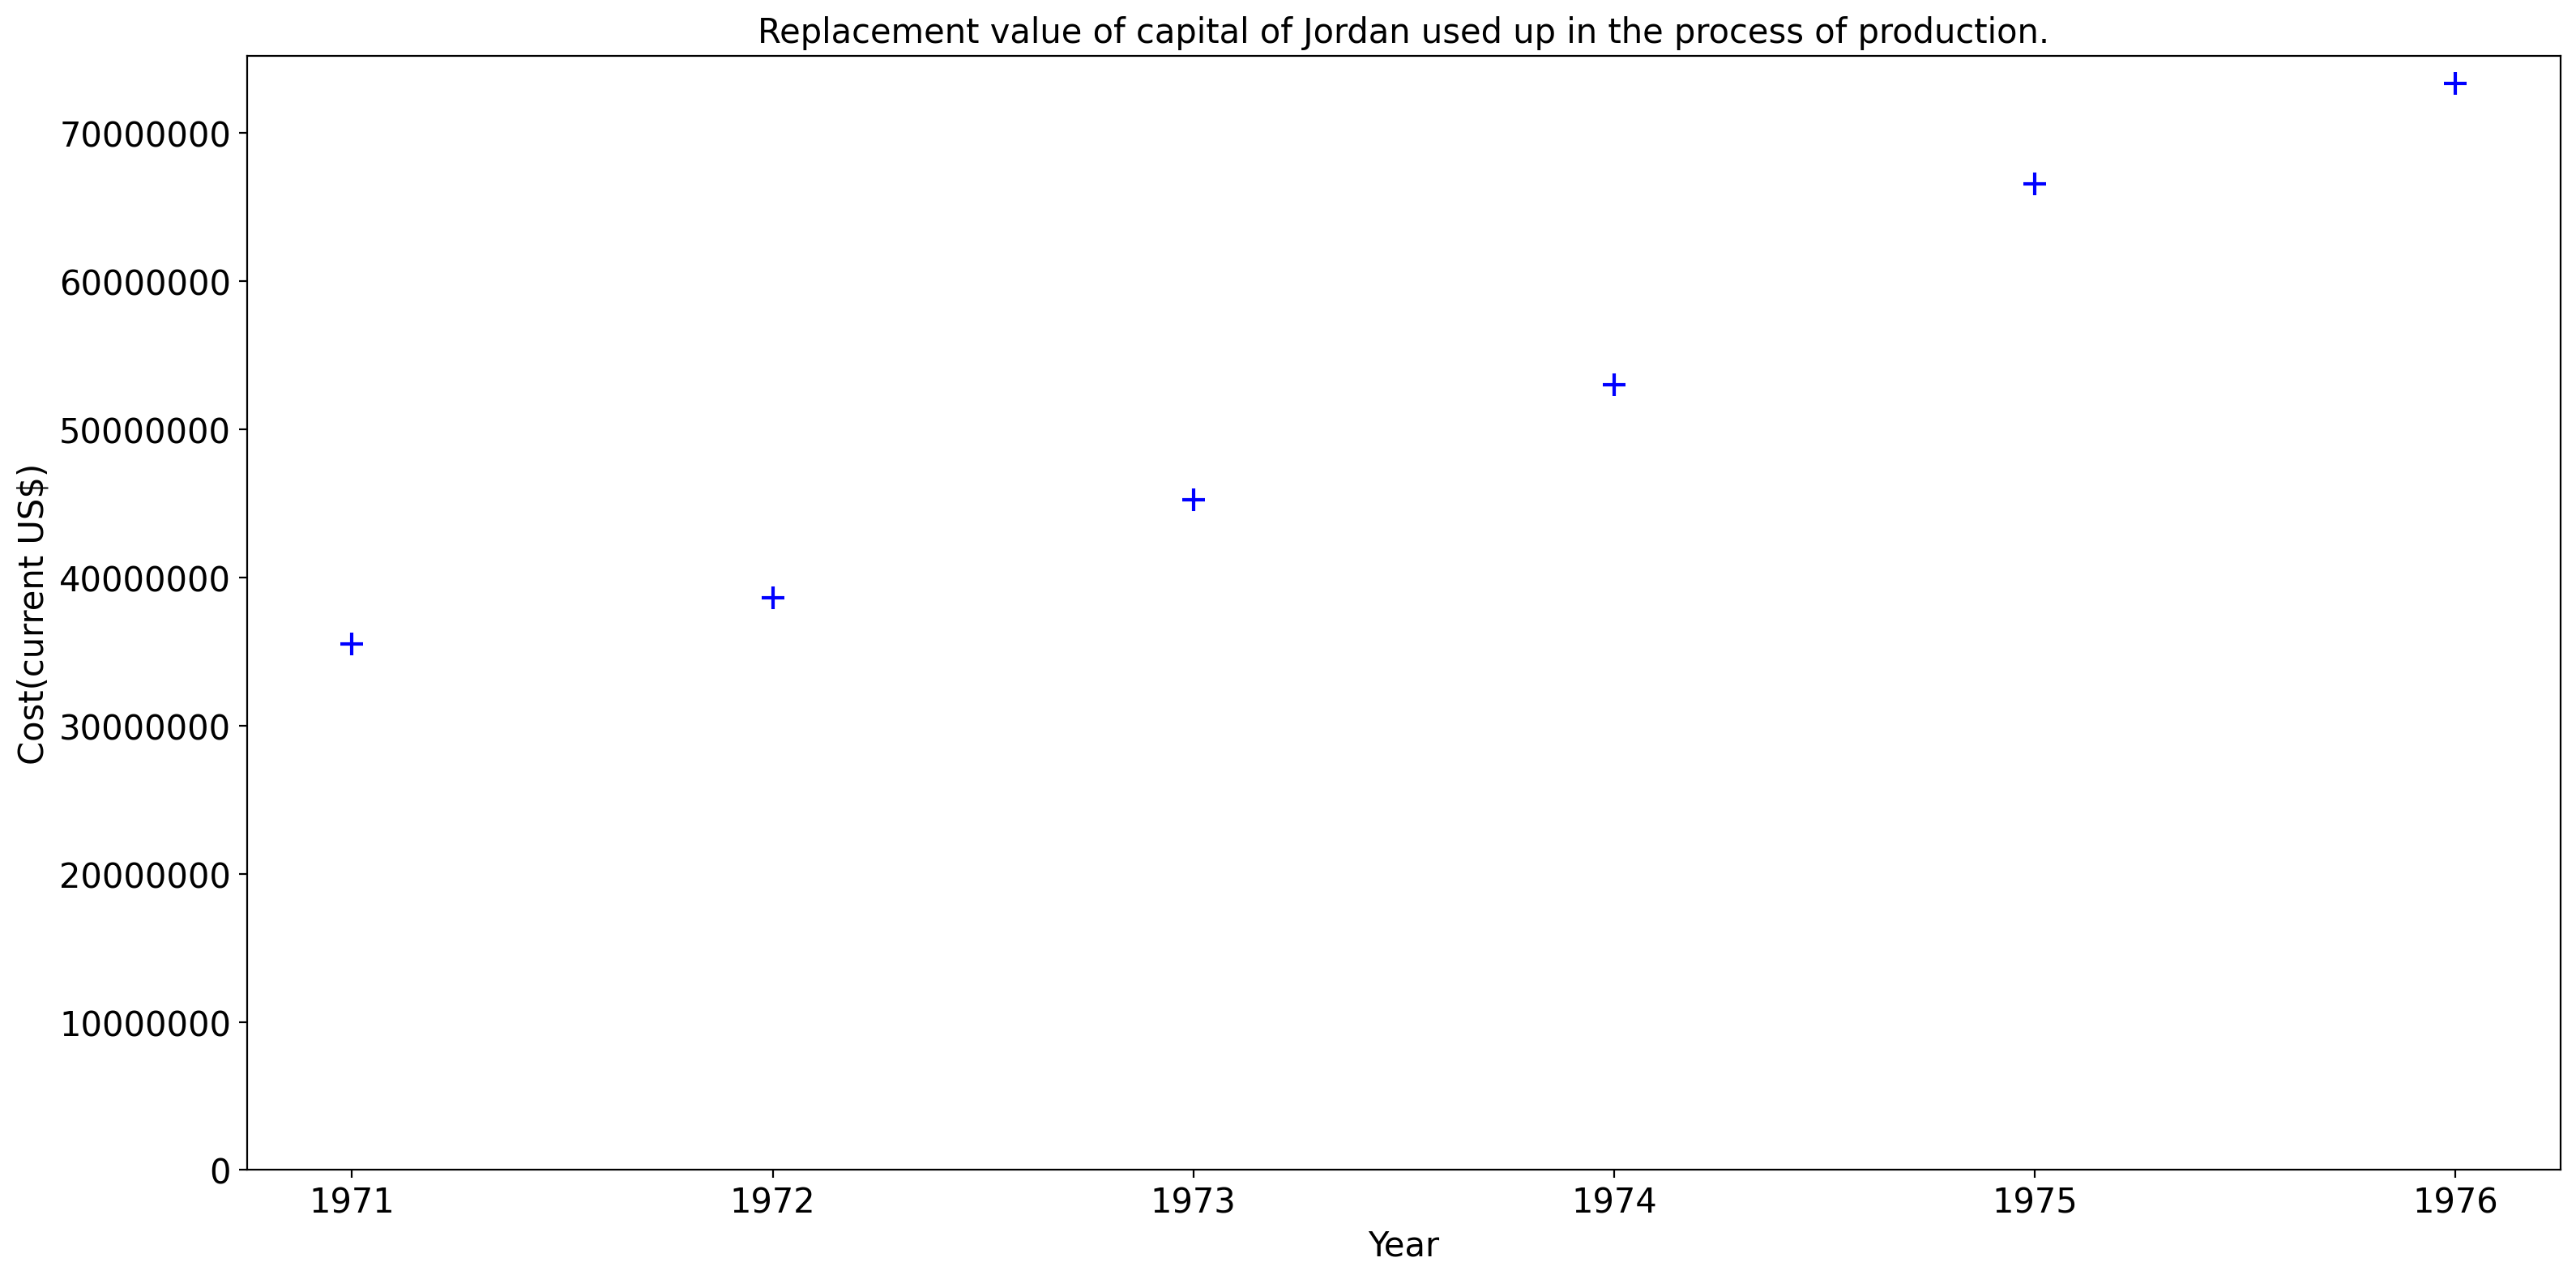 Replacement value of capital of Jordan used up in the process of production.
Cost(current US$)
70000000
60000000
50000000
40000000
30000000
20000000
10000000
0
1971 1972 1973 1974 1975 1976
Year